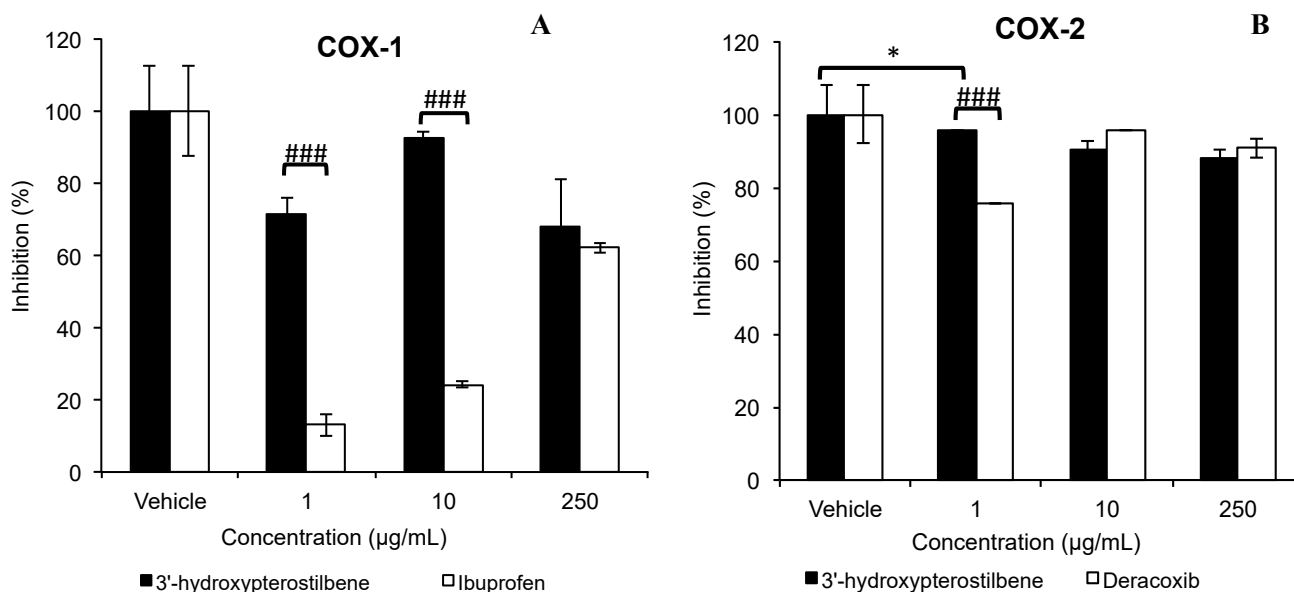 A
COX-1
Inhibition (%)
120
100
80
60
40
20
0
###
###
Vehicle 1 10 250
Concentration (µg/mL)
■3'-hydroxypterostilbene □Ibuprofen
B
COX-2
Inhibition (%)
120
100
80
60
40
20
0
*
###
Vehicle 1 10 250
Concentration (µg/mL)
■3'-hydroxypterostilbene □Deracoxib